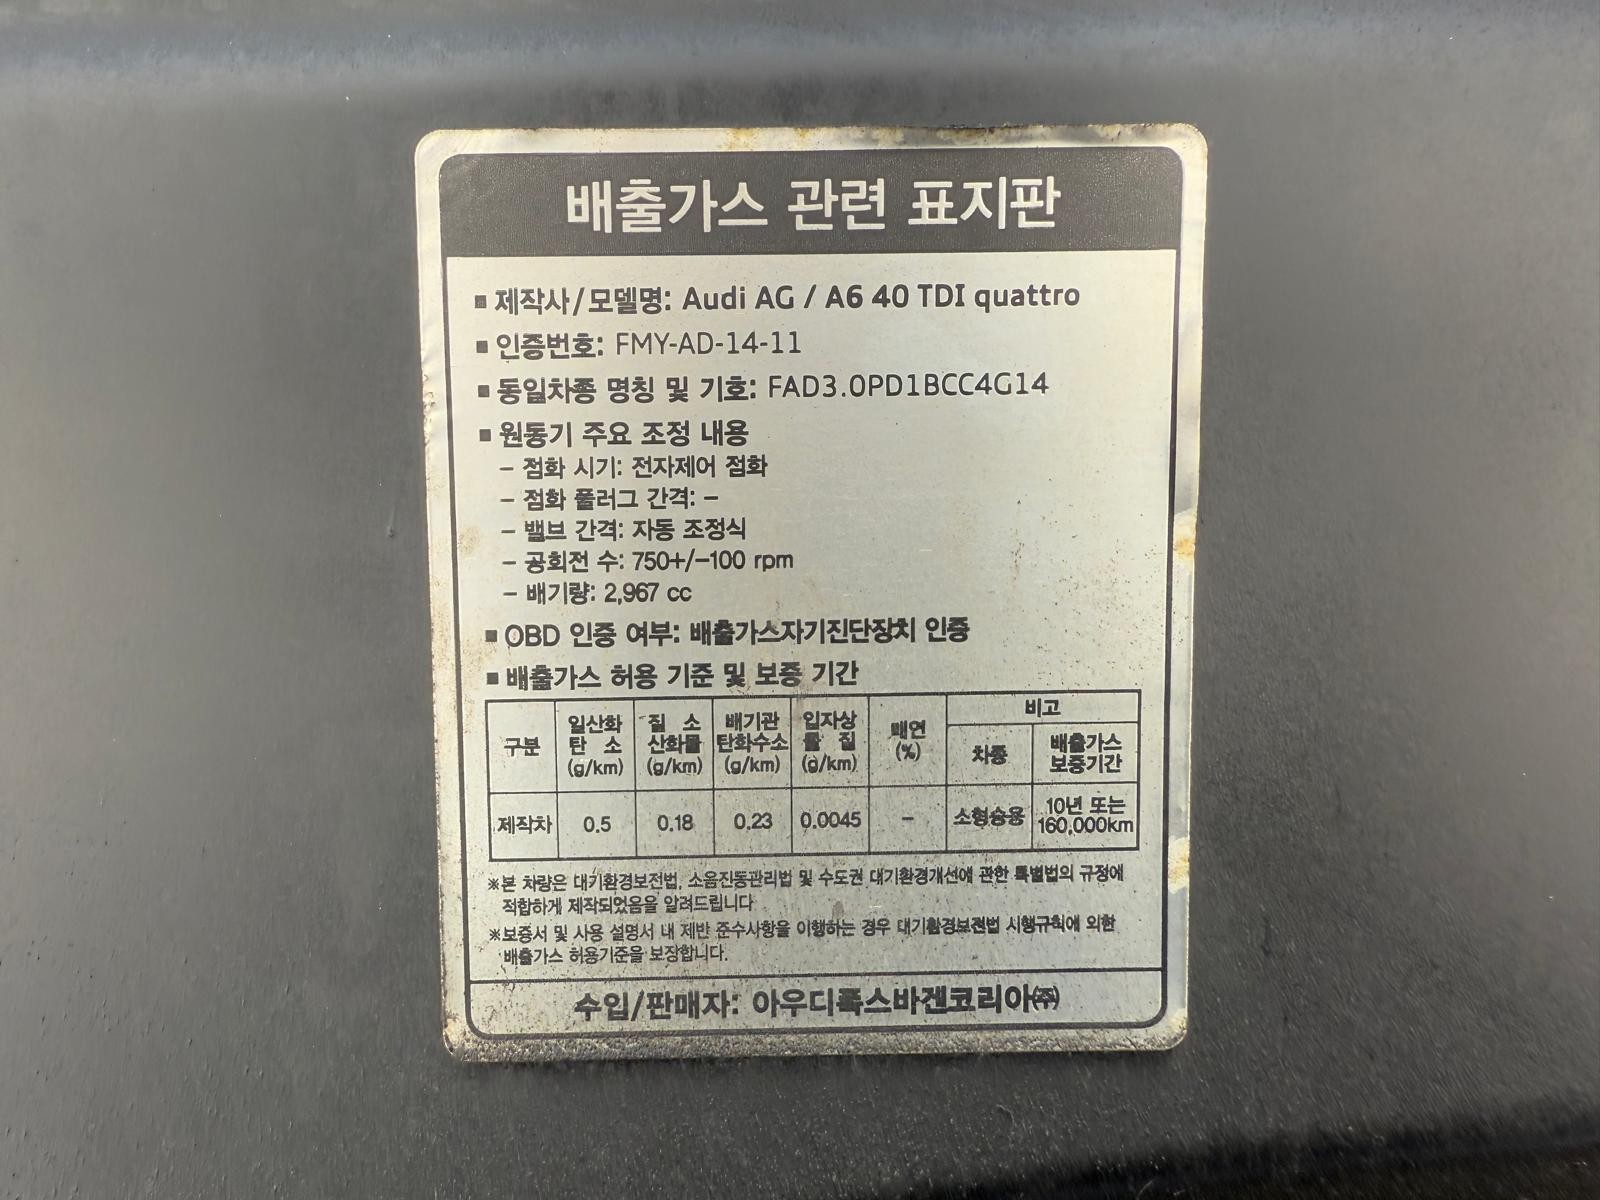 배출가스 관련 표지판
■ 제작사/모델명: Audi AG / A6 40 TDI quattro
■ 인증번호: FMY-AD-14-11
■ 동일차종 명칭 및 기호: FAD3.0PD1BCC4G14
■ 원동기 주요 조정 내용
– 점화 시기: 전자제어 점화
– 점화 플러그 간격: –
– 밸브 간격: 자동 조정식
– 공회전 수: 750+/–100 rpm
– 배기량: 2,967 cc
■ OBD 인증 여부: 배출가스자기진단장치 인증
■ 배출가스 허용 기준 및 보증 기간
구분 일산화 탄 소 (g/km) 질 소 산화물 (g/km) 배기관 탄화수소 (g/km) 입자상 물 질 (g/km) 매연 (%) 비고
차종 배출가스 보증기간
제작차 0.5 0.18 0.23 0.0045 – 소형승용 10년 또는 160,000km
※본 차량은 대기환경보전법, 소음진동관리법 및 수도권 대기환경개선에 관한 특별법의 규정에
적합하게 제작되었음을 알려드립니다
※보증서 및 사용 설명서 내 제반 준수사항을 이행하는 경우 대기환경보전법 시행규칙에 의한
배출가스 허용기준을 보장합니다.
수입/판매자: 아우디폭스바겐코리아㈜